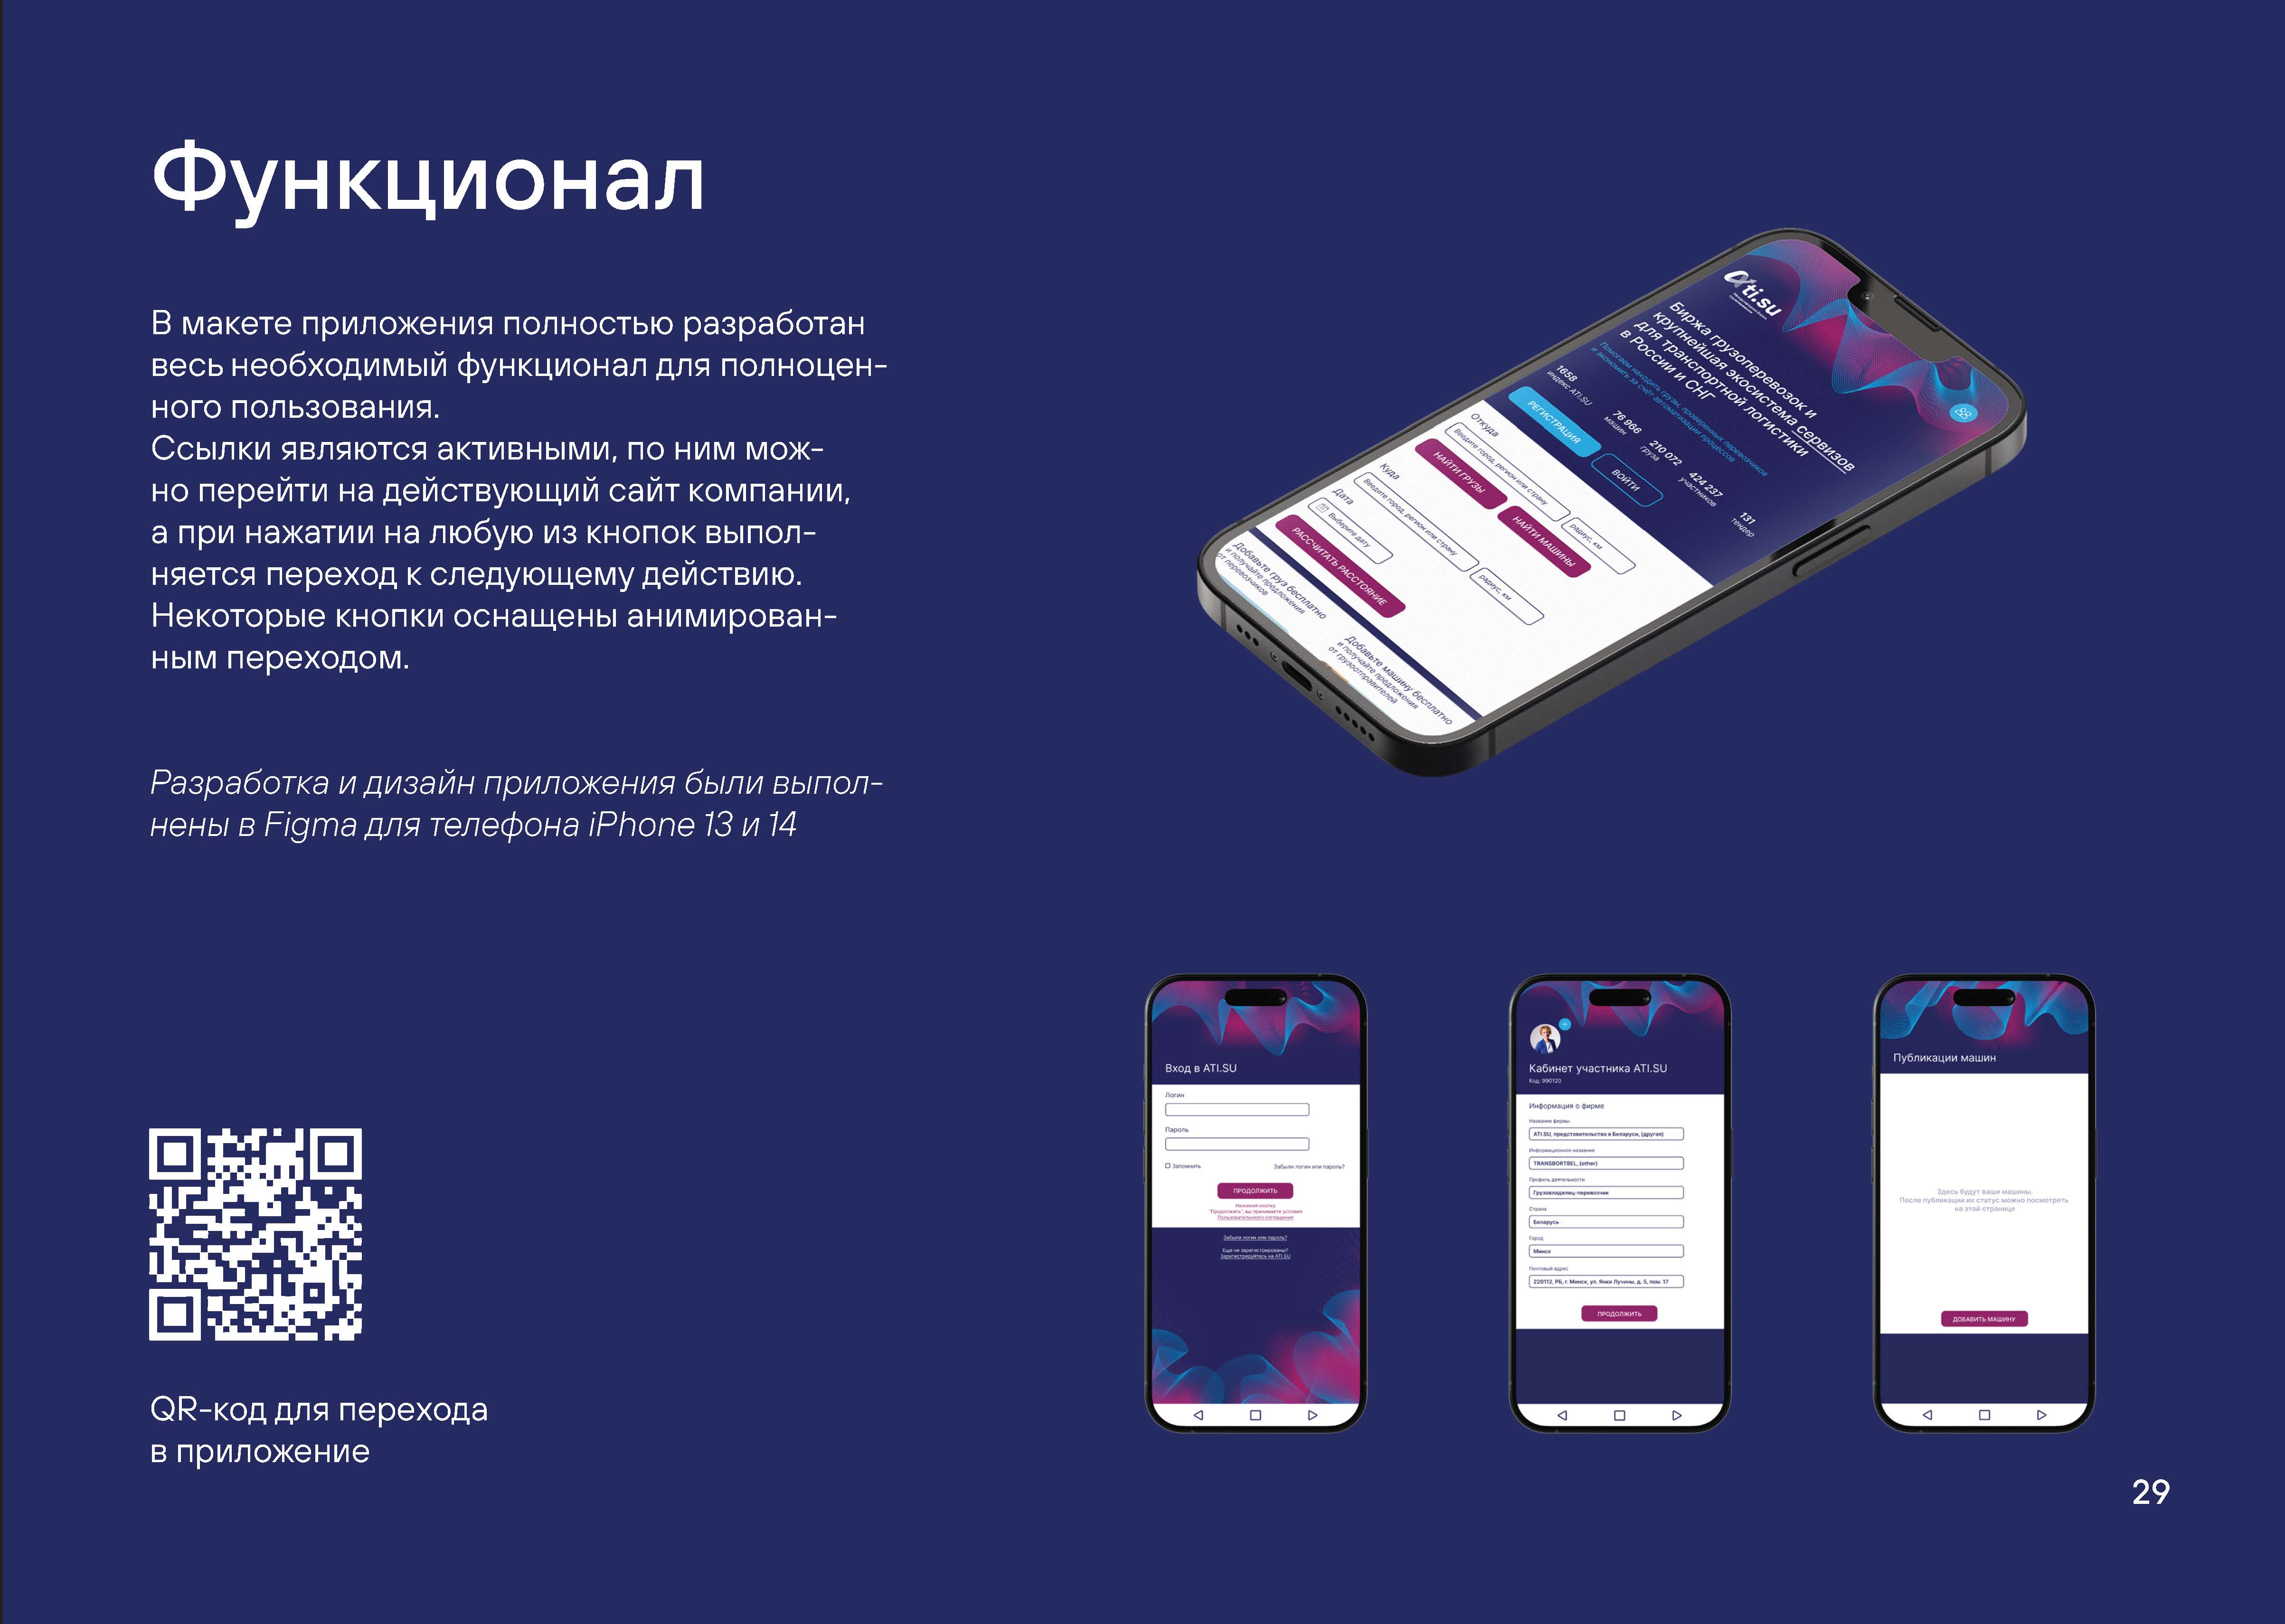 Функционал
В макете приложения полностью разработан
весь необходимый функционал для полноцен-
ного пользования.
Ссылки являются активными, по ним мож-
но перейти на действующий сайт компании,
а при нажатии на любую из кнопок выпол-
няется переход к следующему действию.
Некоторые кнопки оснащены анимирован-
ным переходом.
Разработка и дизайн приложения были выпол-
нены в Figma для телефона iPhone 13 и 14
QR-код для перехода
в приложение
ati.su
Биржа грузоперевозок и
крупнейшая экосистема сервизов
для транспортной логистики
в России и СНГ
Помогаем находить грузы, проверенных перевозчиков
и экономить за счёт автоматизации процессов
1658
индекс ATI.SU
76 966
машин
210 072
груза
424 237
участников
131
тендер
РЕГИСТРАЦИЯ
ВОЙТИ
Откуда
Введите город, регион или страну
радиус, км
НАЙТИ ГРУЗЫ
НАЙТИ МАШИНЫ
Куда
Введите город, регион или страну
радиус, км
Дата
Выберите дату
РАССЧИТАТЬ РАССТОЯНИЕ
Добавьте груз бесплатно
и получайте предложения
от перевозчиков
Добавьте машину бесплатно
и получайте предложения
от грузоотправителей
Вход в ATI.SU
Логин
Пароль
Запомнить
Забыли логин или пароль?
ПРОДОЛЖИТЬ
Нажимая кнопку
"Продолжить", вы принимаете условия
Пользовательского соглашения
Забыли логин или пароль?
Еще не зарегистрированы?
Зарегистрируйтесь на ATI.SU
Кабинет участника ATI.SU
Код: 990120
Информация о фирме
Название фирмы
ATI.SU, представительство в Беларуси, (другая)
Информационное название
TRANSBORTBEL, (other)
Профиль деятельности
Грузовладелец-перевозчик
Страна
Беларусь
Город
Минск
Почтовый адрес
220112, РБ, г. Минск, ул. Янки Лучины, д. 5, пом. 17
ПРОДОЛЖИТЬ
Публикации машин
Здесь будут ваши машины.
После публикации их статус можно посмотреть
на этой странице
ДОБАВИТЬ МАШИНУ
29